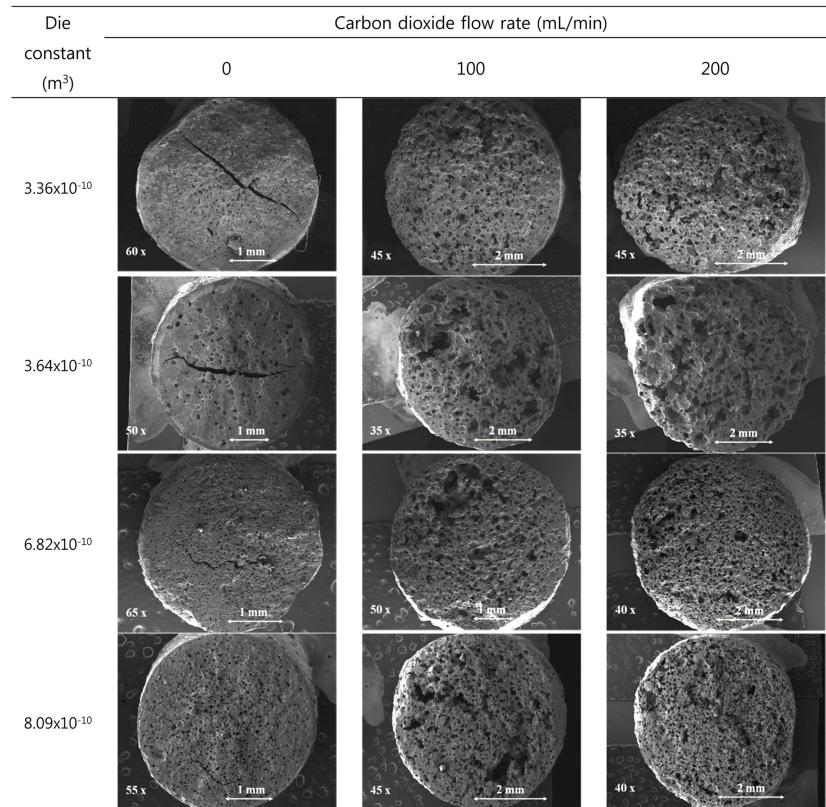 Die
constant
(m³)
Carbon dioxide flow rate (mL/min)
0
100
200
3.36x10⁻¹⁰
60 x
1 mm
45 x
2 mm
45 x
2 mm
3.64x10⁻¹⁰
50 x
1 mm
35 x
2 mm
35 x
2 mm
6.82x10⁻¹⁰
65 x
1 mm
50 x
1 mm
40 x
2 mm
8.09x10⁻¹⁰
55 x
1 mm
45 x
2 mm
40 x
2 mm